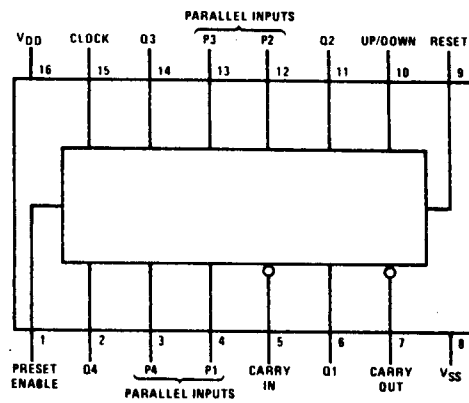 PARALLEL INPUTS
VDD CLOCK Q3 P3 P2 Q2 UP/DOWN RESET
16 15 14 13 12 11 10 9
1 2 3 4 5 6 7 8
PRESET ENABLE Q4 P4 P1 CARRY IN Q1 CARRY OUT VSS
PARALLEL INPUTS